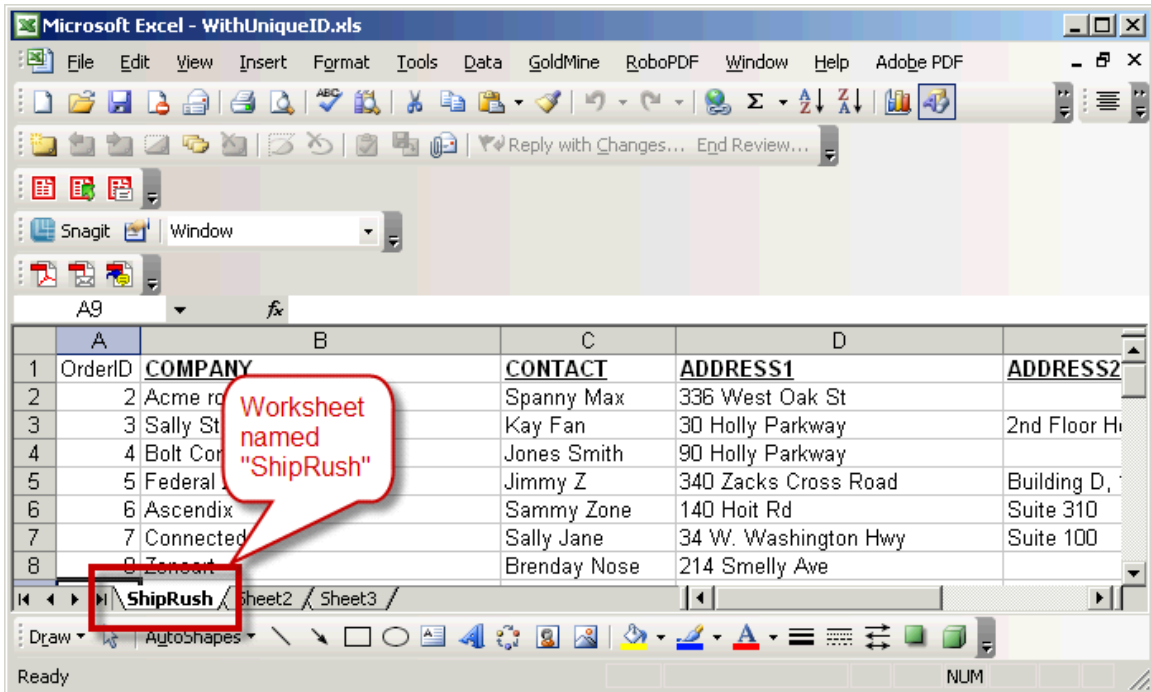 Microsoft Excel - WithUniqueID.xls
File Edit View Insert Format Tools Data GoldMine RoboPDF Window Help Adobe PDF
ABC Σ A Z Z A
Reply with Changes... End Review...
Snagit Window
A9 fx
A B C D
1 OrderID COMPANY CONTACT ADDRESS1 ADDRESS2
2 2 Acme Spanny Max 336 West Oak St
3 3 Sally Kay Fan 30 Holly Parkway 2nd Floor
4 4 Bolt Jones Smith 90 Holly Parkway
5 5 Federal Jimmy Z 340 Zacks Cross Road Building D,
6 6 Ascendix Sammy Zone 140 Hoit Rd Suite 310
7 7 Connected Sally Jane 34 W. Washington Hwy Suite 100
8 Brenday Nose 214 Smelly Ave
Worksheet
named
"ShipRush"
ShipRush Sheet2 Sheet3
Draw AutoShapes A
Ready NUM